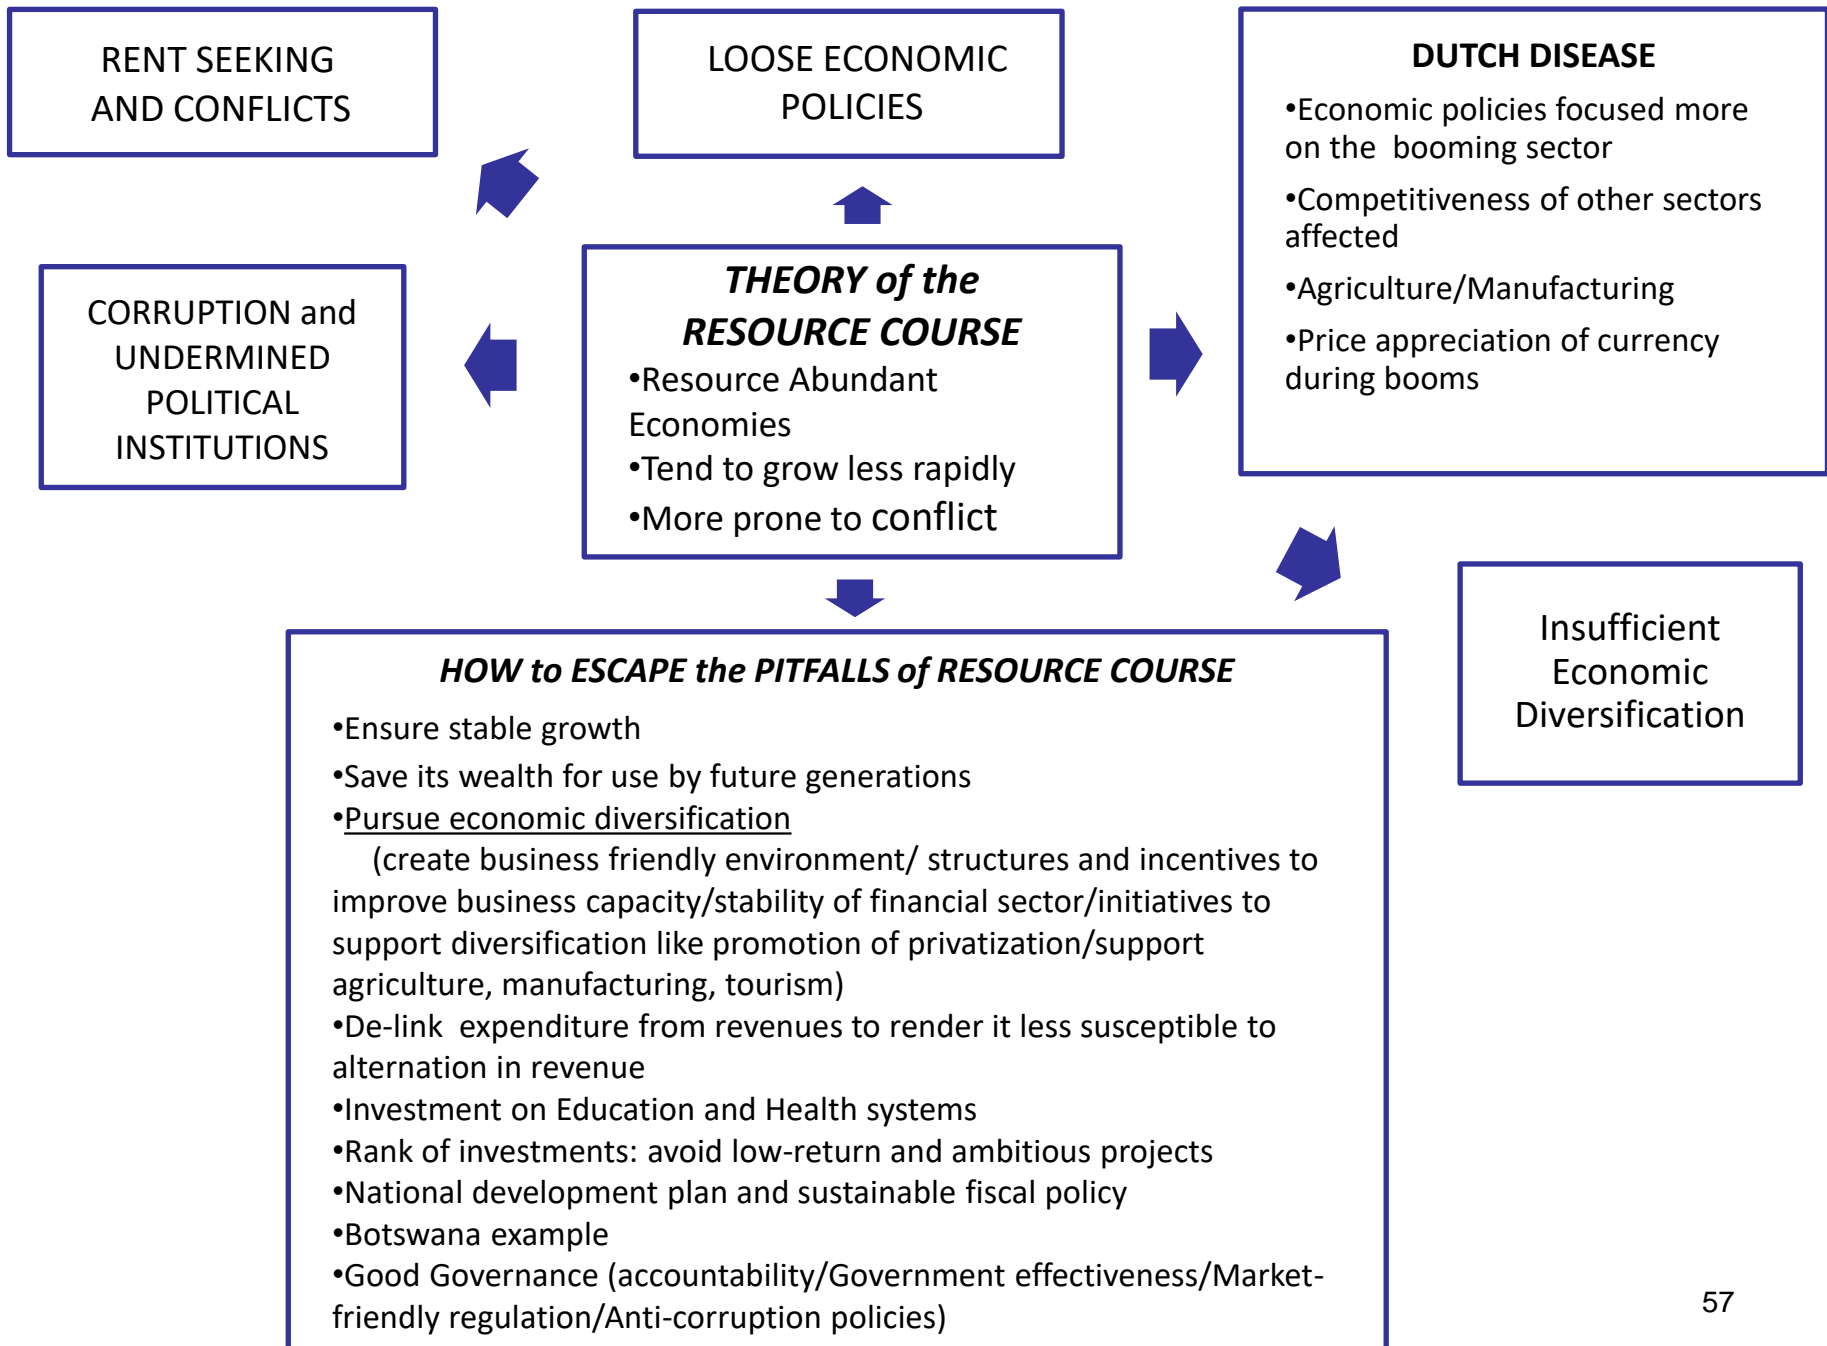 RENT SEEKING
AND CONFLICTS
LOOSE ECONOMIC
POLICIES
DUTCH DISEASE
•Economic policies focused more
on the booming sector
•Competitiveness of other sectors
affected
•Agriculture/Manufacturing
•Price appreciation of currency
during booms
CORRUPTION and
UNDERMINED
POLITICAL
INSTITUTIONS
THEORY of the
RESOURCE COURSE
•Resource Abundant
Economies
•Tend to grow less rapidly
•More prone to conflict
Insufficient
Economic
Diversification
HOW to ESCAPE the PITFALLS of RESOURCE COURSE
•Ensure stable growth
•Save its wealth for use by future generations
•Pursue economic diversification
(create business friendly environment/ structures and incentives to
improve business capacity/stability of financial sector/initiatives to
support diversification like promotion of privatization/support
agriculture, manufacturing, tourism)
•De-link expenditure from revenues to render it less susceptible to
alternation in revenue
•Investment on Education and Health systems
•Rank of investments: avoid low-return and ambitious projects
•National development plan and sustainable fiscal policy
•Botswana example
•Good Governance (accountability/Government effectiveness/Market-
friendly regulation/Anti-corruption policies)
57